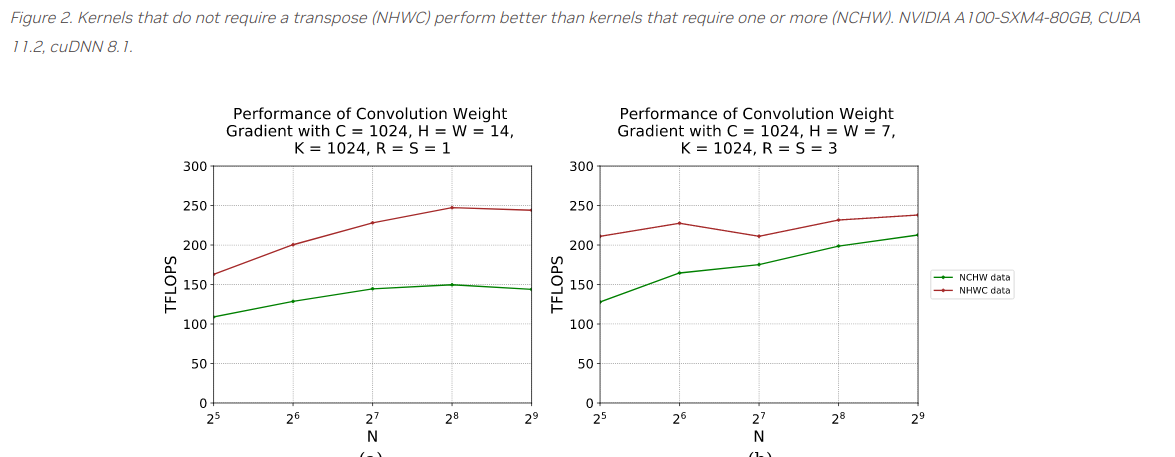 Figure 2. Kernels that do not require a transpose (NHWC) perform better than kernels that require one or more (NCHW). NVIDIA A100-SXM4-80GB, CUDA
11.2, cuDNN 8.1.
Performance of Convolution Weight
Gradient with C = 1024, H = W = 14,
K = 1024, R = S = 1
300
250
200
150
100
50
0
TFLOPS
2⁵ 2⁶ 2⁷ 2⁸ 2⁹
N
Performance of Convolution Weight
Gradient with C = 1024, H = W = 7,
K = 1024, R = S = 3
300
250
200
150
100
50
0
TFLOPS
2⁵ 2⁶ 2⁷ 2⁸ 2⁹
N
NCHW data
NHWC data